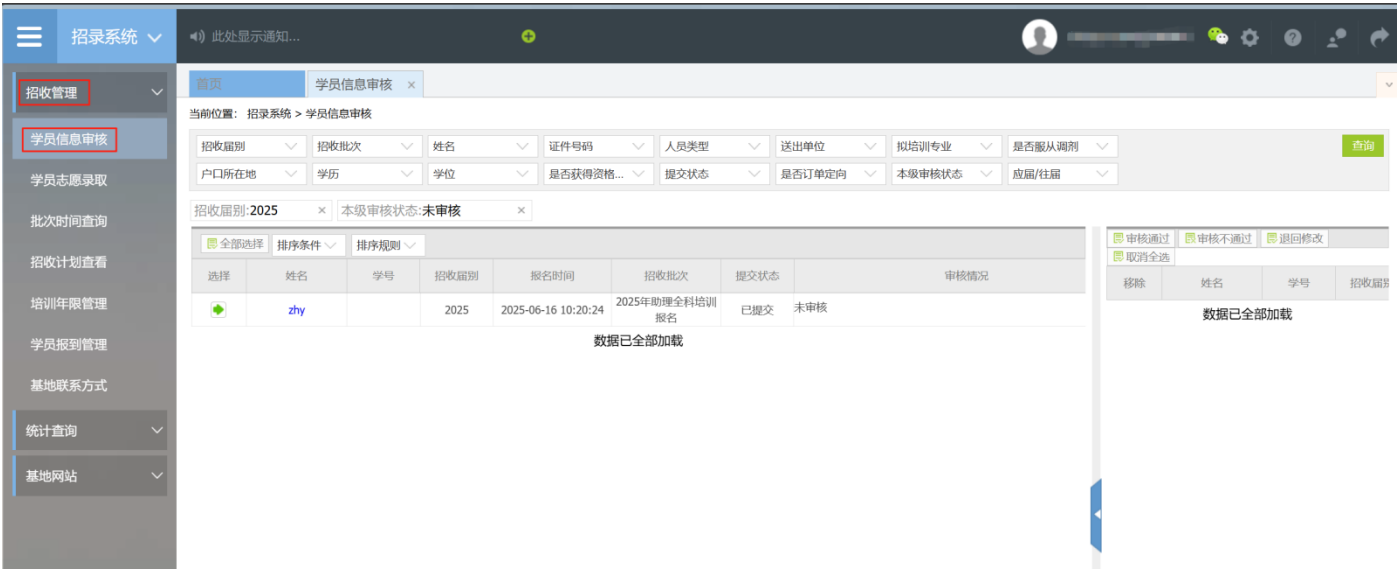 招录系统
此处显示通知...
招收管理
学员信息审核
学员志愿录取
批次时间查询
招收计划查看
培训年限管理
学员报到管理
基地联系方式
统计查询
基地网站
首页 学员信息审核 ×
当前位置： 招录系统 > 学员信息审核
招收届别 招收批次 姓名 证件号码 人员类型 送出单位 拟培训专业 是否服从调剂 查询
户口所在地 学历 学位 是否获得资格... 提交状态 是否订单定向 本级审核状态 应届/往届
招收届别:2025 × 本级审核状态:未审核 ×
全部选择 排序条件 排序规则
选择 姓名 学号 招收届别 报名时间 招收批次 提交状态 审核情况
zhy 2025 2025-06-16 10:20:24 2025年助理全科培训报名 已提交 未审核
数据已全部加载
审核通过 审核不通过 退回修改
取消全选
移除 姓名 学号 招收届别
数据已全部加载